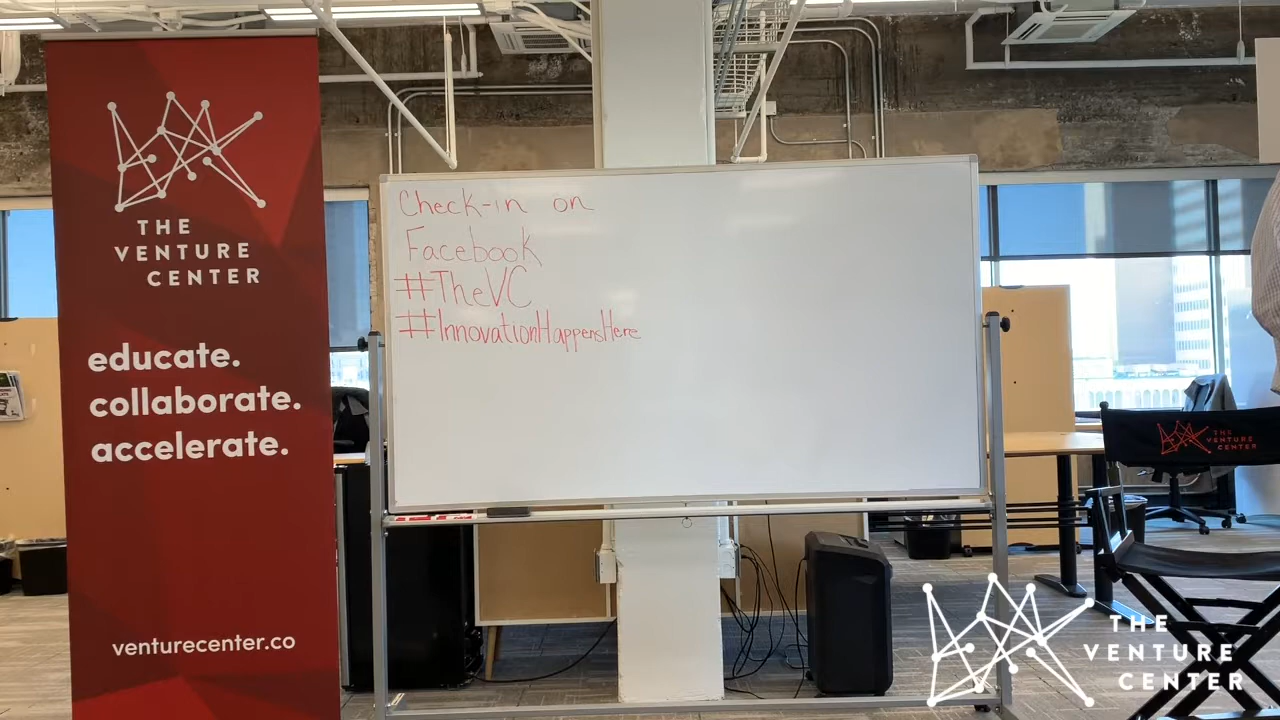 THE
VENTURE
CENTER
educate.
collaborate.
accelerate.
venturecenter.co
Check-in on
Facebook
#TheVC
#InnovationHappensHere
THE
VENTURE
CENTER
THE
VENTURE
CENTER